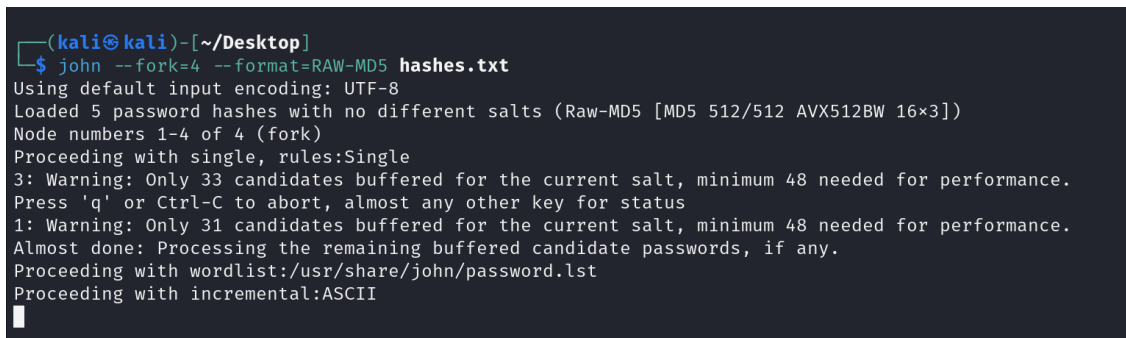 ┌──(kali㉿kali)-[~/Desktop]
└─$ john --fork=4 --format=RAW-MD5 hashes.txt
Using default input encoding: UTF-8
Loaded 5 password hashes with no different salts (Raw-MD5 [MD5 512/512 AVX512BW 16×3])
Node numbers 1-4 of 4 (fork)
Proceeding with single, rules:Single
3: Warning: Only 33 candidates buffered for the current salt, minimum 48 needed for performance.
Press 'q' or Ctrl-C to abort, almost any other key for status
1: Warning: Only 31 candidates buffered for the current salt, minimum 48 needed for performance.
Almost done: Processing the remaining buffered candidate passwords, if any.
Proceeding with wordlist:/usr/share/john/password.lst
Proceeding with incremental:ASCII